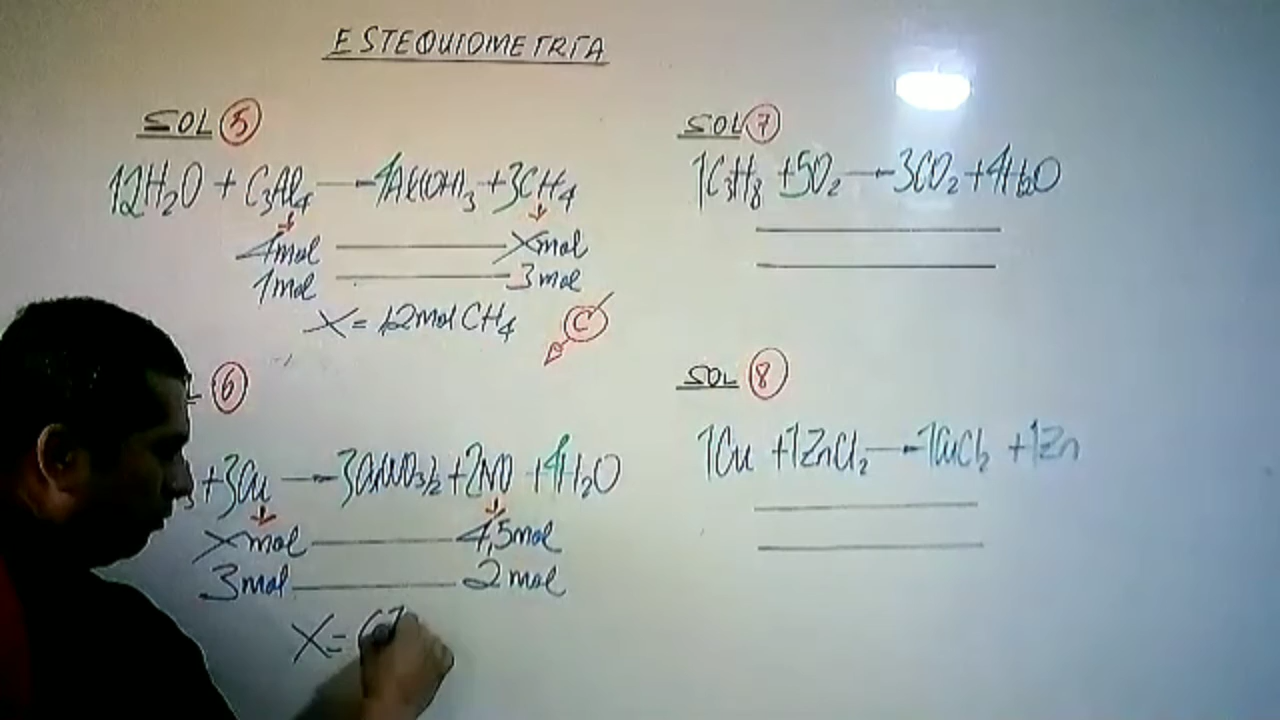 ESTEQUIOMETRIA
SOL 5
12H₂O + C₃Al₄ → 4Al(OH)₃ + 3CH₄
4mol Xmol
1mol 3mol
X = 12mol CH₄ C
6
₃ + 3Cu → 3Cu(NO₃)₂ + 2NO + 4H₂O
Xmol 4,5mol
3mol 2mol
X = 6
SOL 7
1C₃H₈ + 5O₂ → 3CO₂ + 4H₂O
SOL 8
1Cu + 1ZnCl₂ → 1CuCl₂ + 1Zn